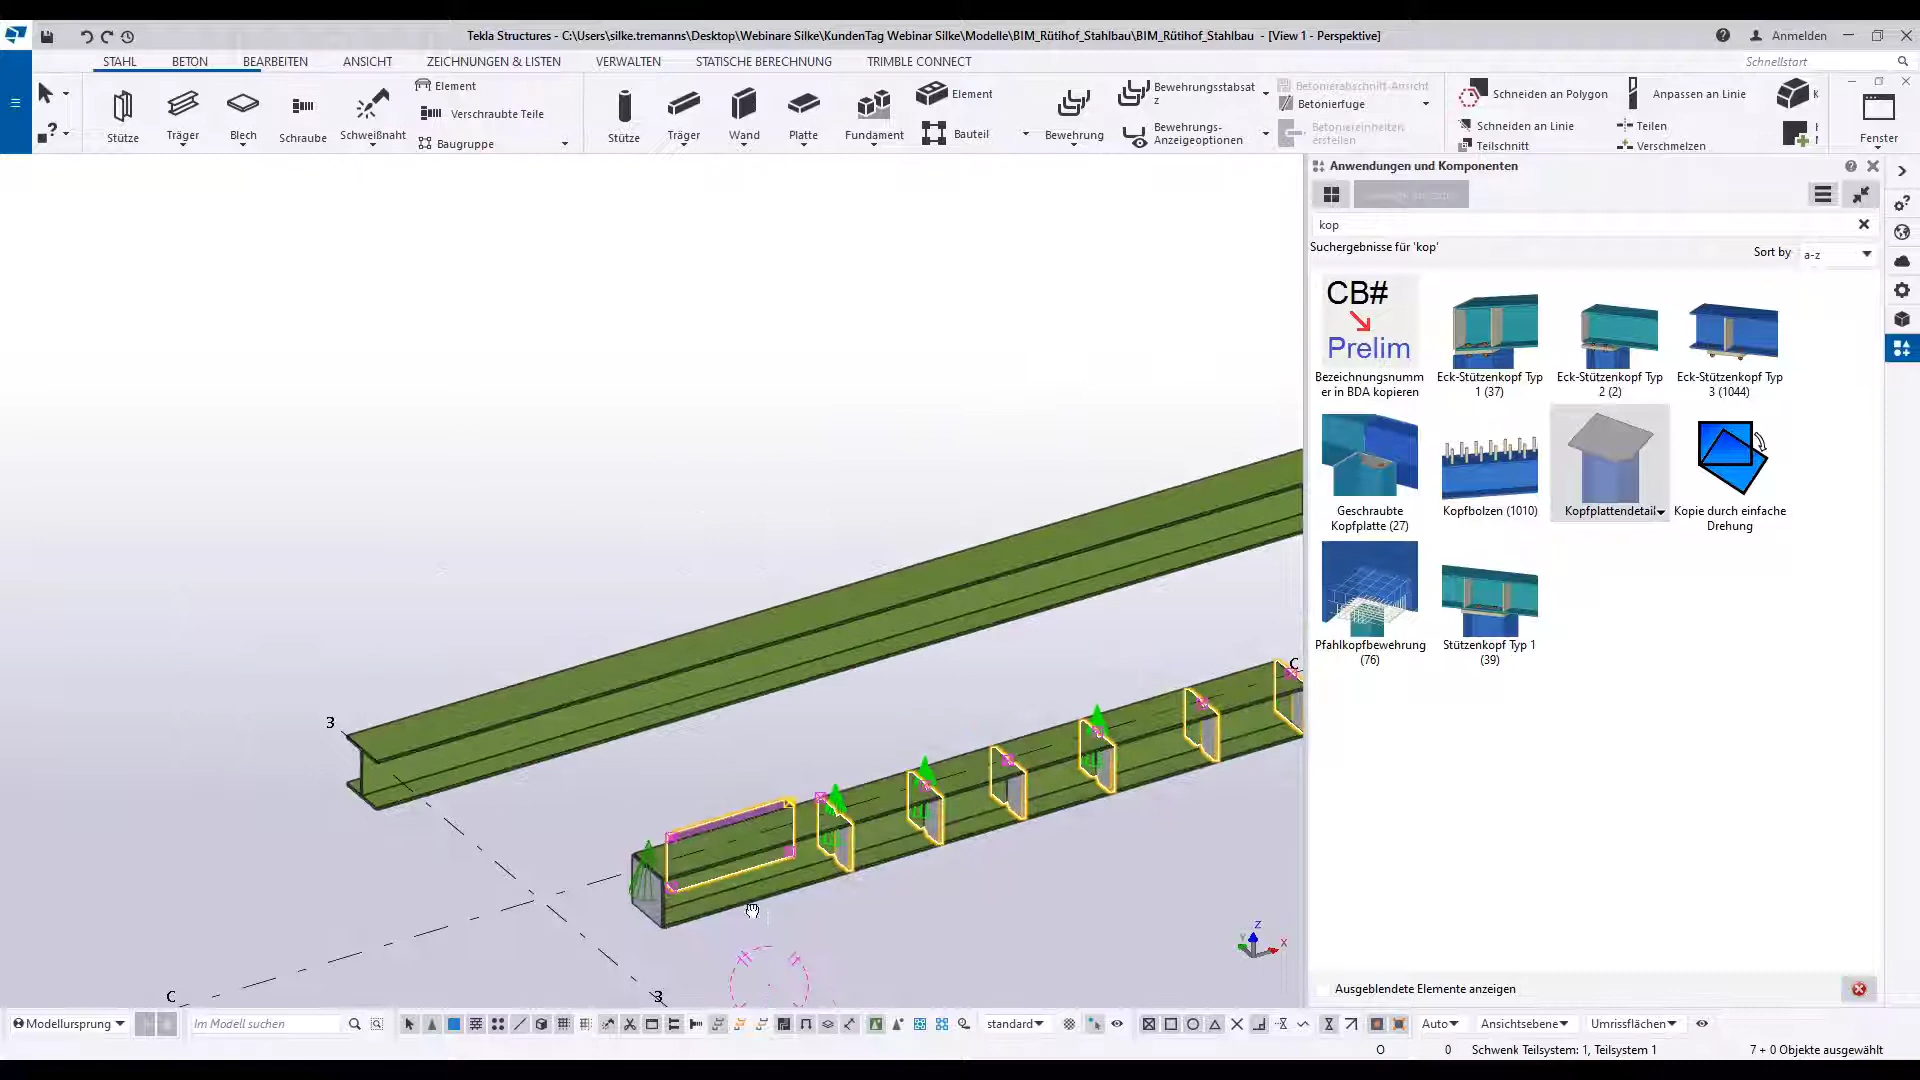 Tekla Structures - C:\Users\silke.tremanns\Desktop\Webinare Silke\KundenTag Webinar Silke\Modelle\BIM_Rütihof_Stahlbau\BIM_Rütihof_Stahlbau - [View 1 - Perspektive]
Anmelden
STAHL
BETON
BEARBEITEN
ANSICHT
ZEICHNUNGEN & LISTEN
VERWALTEN
STATISCHE BERECHNUNG
TRIMBLE CONNECT
Schnellstart
Stütze
Träger
Blech
Schraube
Schweißnaht
Element
Verschraubte Teile
Baugruppe
Stütze
Träger
Wand
Platte
Fundament
Element
Bauteil
Bewehrung
Bewehrungsstabsat
z
Bewehrungs-
Anzeigeoptionen
Betonierabschnitt-Ansicht
Betonierfuge
Betoniereinheiten
erstellen
Schneiden an Polygon
Schneiden an Linie
Teilschnitt
Anpassen an Linie
Teilen
Verschmelzen
Fenster
Anwendungen und Komponenten
kop
Suchergebnisse für 'kop'
Sort by
a-z
CB#
Prelim
Bezeichnungsnumm
er in BDA kopieren
Eck-Stützenkopf Typ
1 (37)
Eck-Stützenkopf Typ
2 (2)
Eck-Stützenkopf Typ
3 (1044)
Geschraubte
Kopfplatte (27)
Kopfbolzen (1010)
Kopfplattendetail
Kopie durch einfache
Drehung
Pfahlkopfbewehrung
(76)
Stützenkopf Typ 1
(39)
3
C
C
3
Z
Y
X
Ausgeblendete Elemente anzeigen
Modellursprung
Im Modell suchen
standard
Auto
Ansichtsebene
Umrissflächen
O
0
Schwenk Teilsystem: 1, Teilsystem 1
7 + 0 Objekte ausgewählt